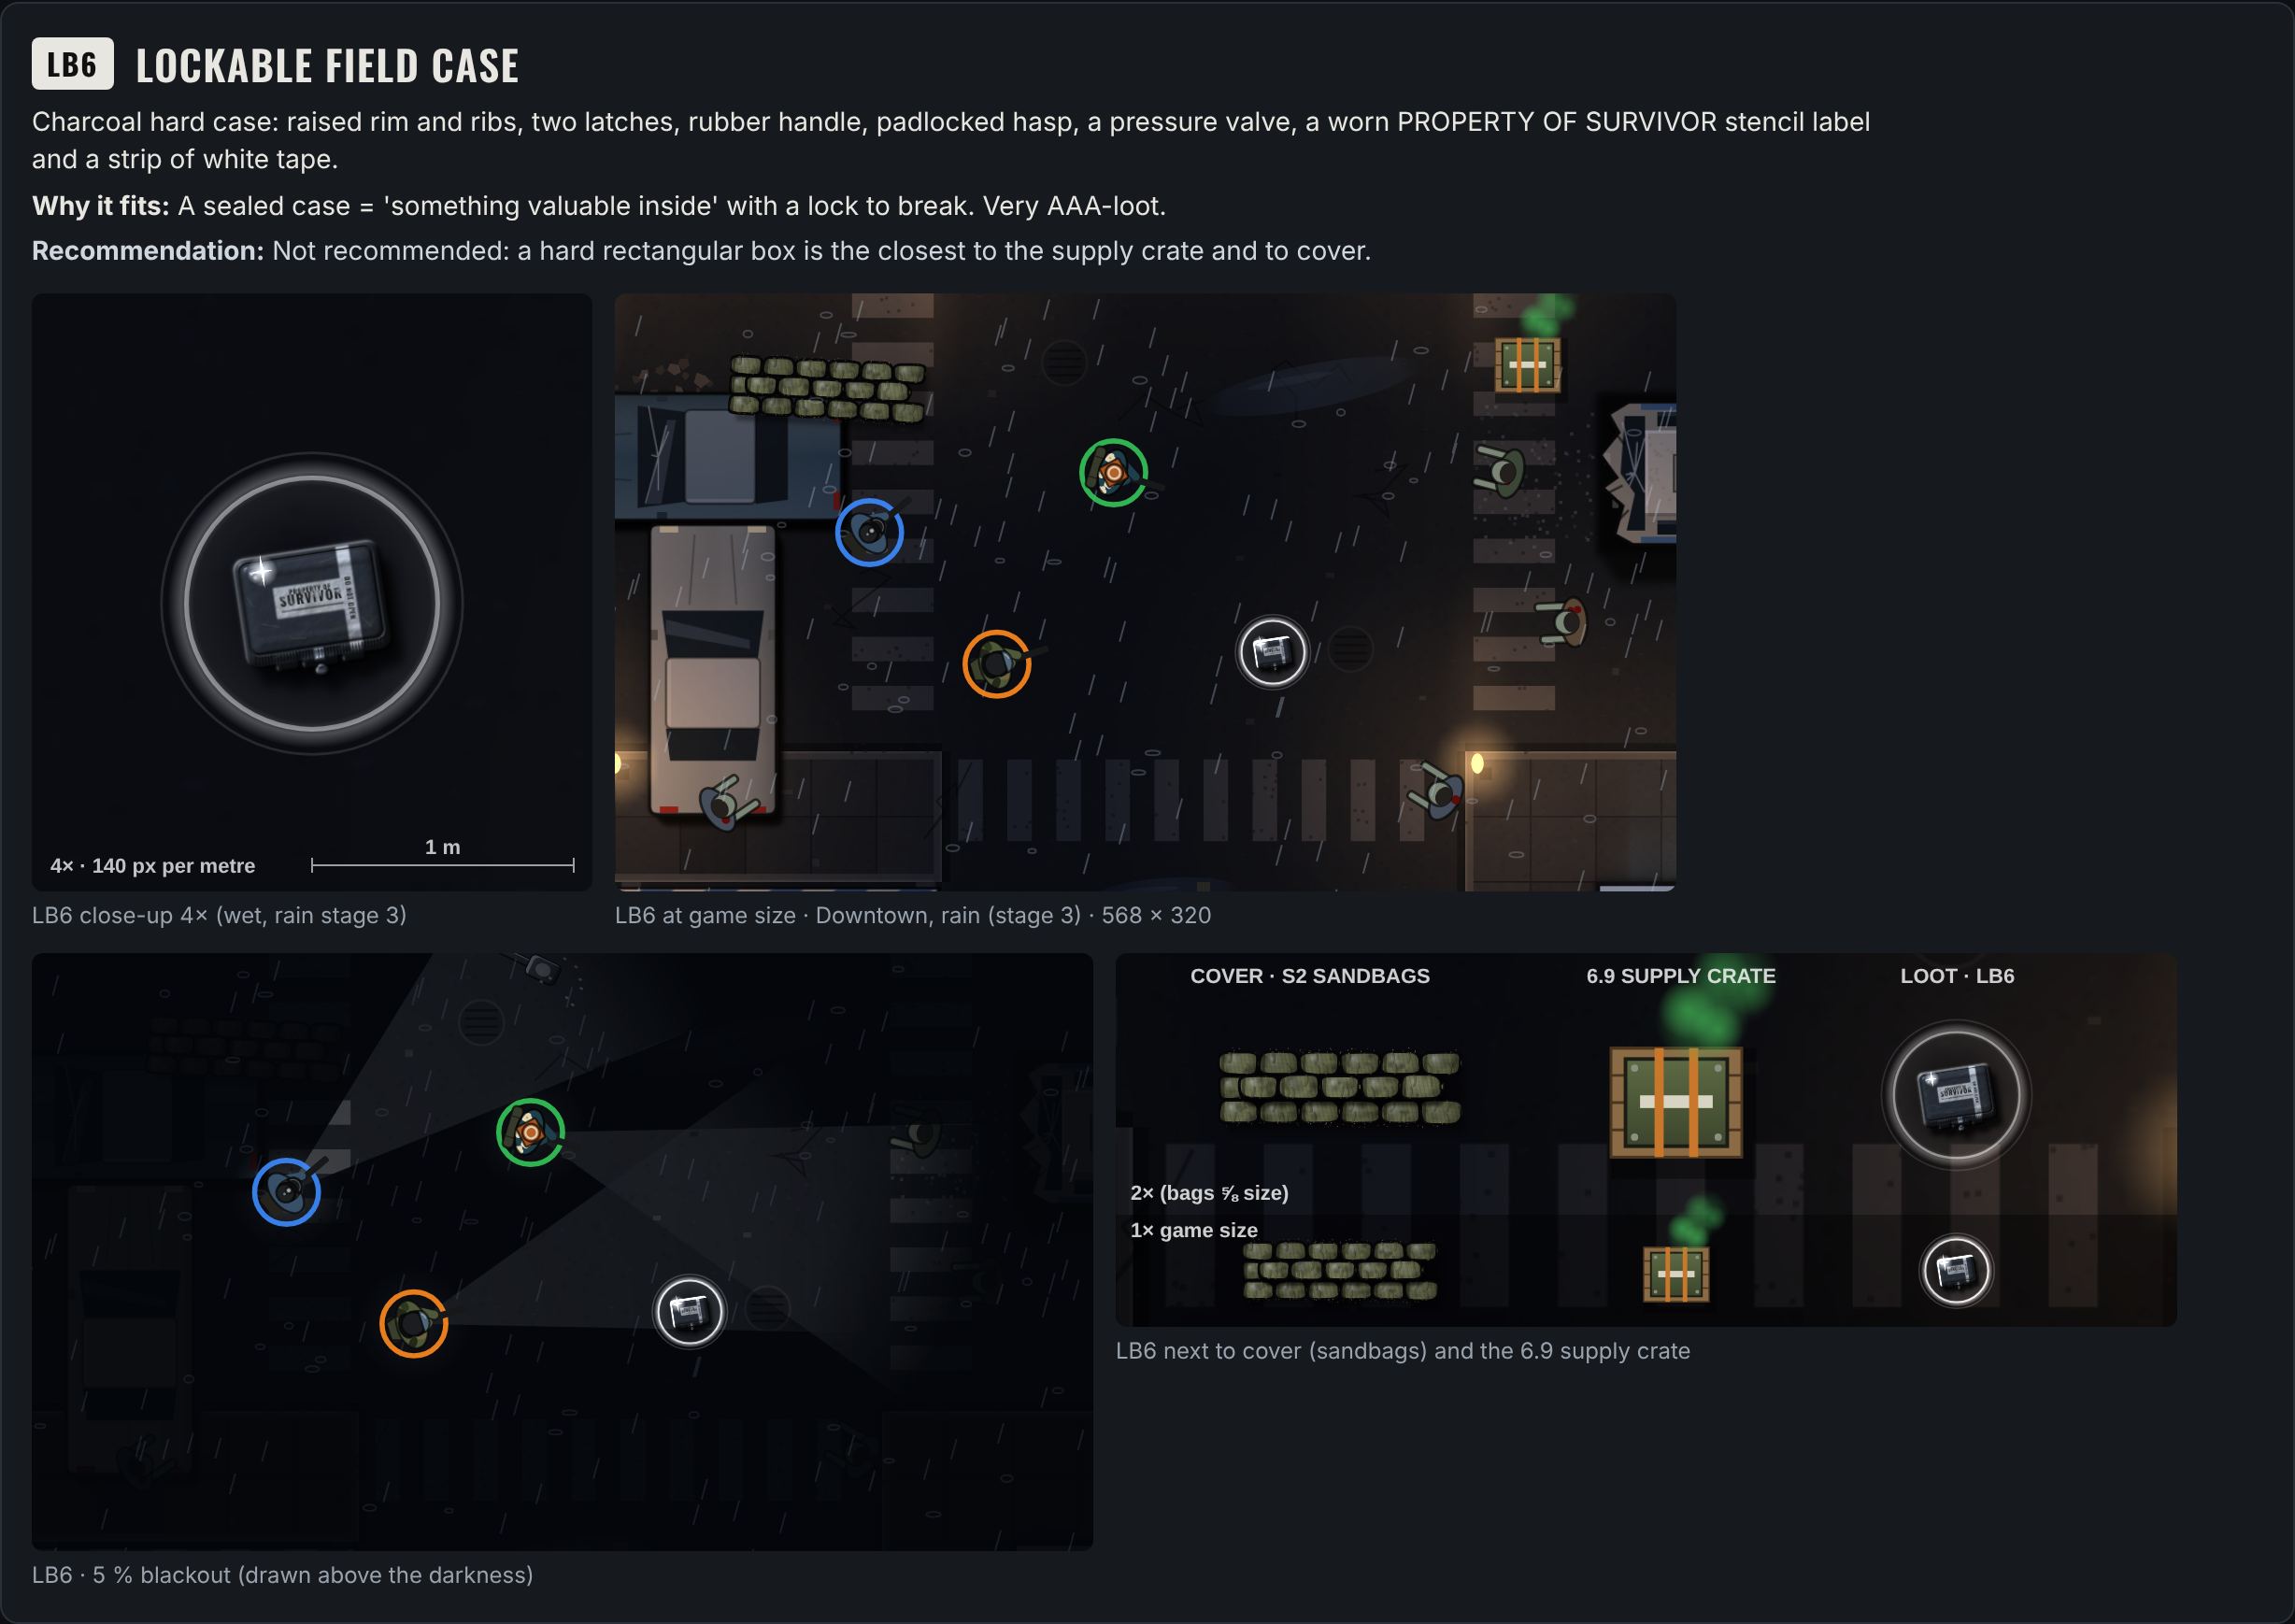 LB6 LOCKABLE FIELD CASE
Charcoal hard case: raised rim and ribs, two latches, rubber handle, padlocked hasp, a pressure valve, a worn PROPERTY OF SURVIVOR stencil label
and a strip of white tape.
Why it fits: A sealed case = 'something valuable inside' with a lock to break. Very AAA-loot.
Recommendation: Not recommended: a hard rectangular box is the closest to the supply crate and to cover.
PROPERTY OF
SURVIVOR
DO NOT OPEN
1 m
4× · 140 px per metre
LB6 close-up 4× (wet, rain stage 3)
LB6 at game size · Downtown, rain (stage 3) · 568 × 320
COVER · S2 SANDBAGS
6.9 SUPPLY CRATE
LOOT · LB6
SURVIVOR
2× (bags ⅝ size)
1× game size
LB6 next to cover (sandbags) and the 6.9 supply crate
LB6 · 5 % blackout (drawn above the darkness)